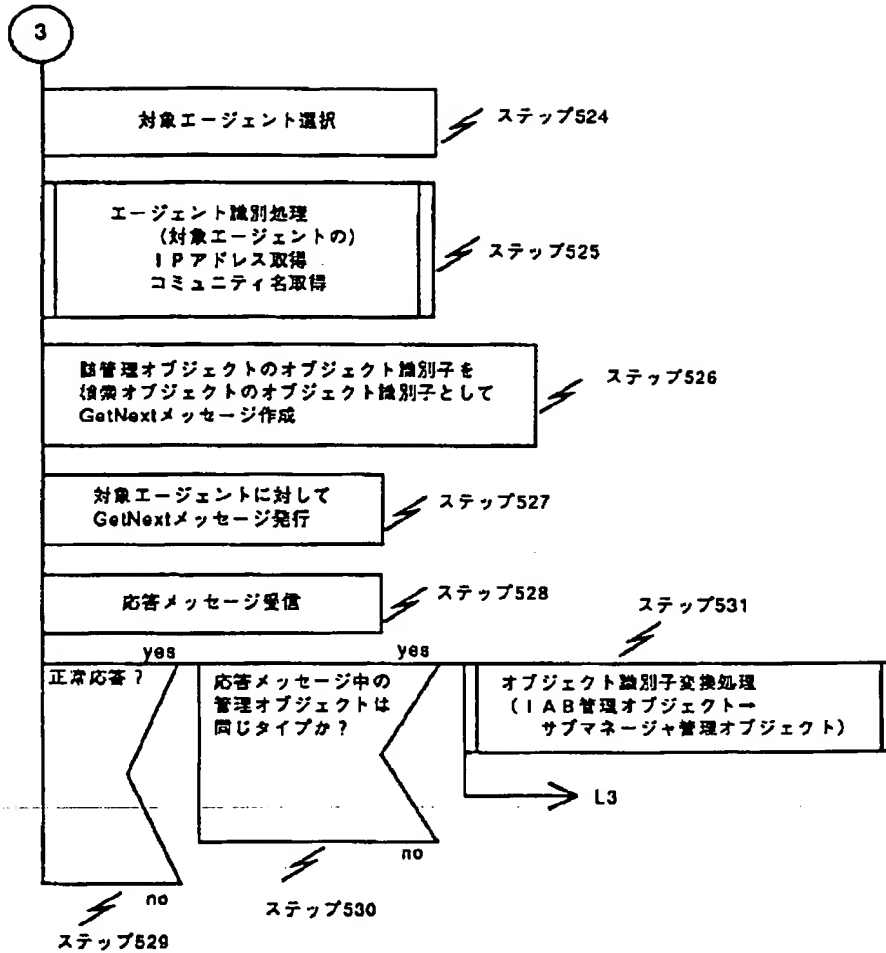 3
対象エージェント選択
ステップ524
エージェント識別処理
(対象エージェントの)
IPアドレス取得
コミュニティ名取得
ステップ525
該管理オブジェクトのオブジェクト識別子を
検索オブジェクトのオブジェクト識別子として
GetNextメッセージ作成
ステップ526
対象エージェントに対して
GetNextメッセージ発行
ステップ527
応答メッセージ受信
ステップ528
ステップ531
yes
yes
正常応答?
応答メッセージ中の
管理オブジェクトは
同じタイプか?
オブジェクト識別子変換処理
(IAB管理オブジェクト→
サブマネージャ管理オブジェクト)
L3
no
no
ステップ530
ステップ529